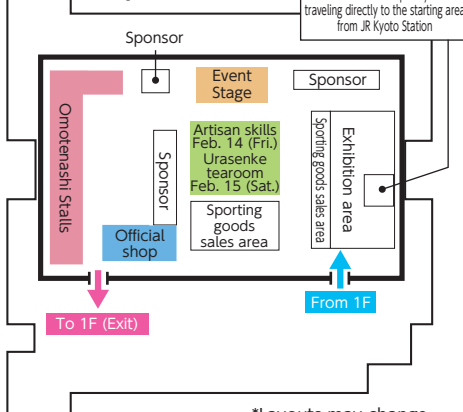 traveling directly to the starting area
from JR Kyoto Station
Sponsor
Event
Stage
Sponsor
Omotenashi Stalls
Sponsor
Artisan skills
Feb. 14 (Fri.)
Urasenke
tearoom
Feb. 15 (Sat.)
Sporting goods sales area
Exhibition area
Sporting
goods
sales area
Official
shop
From 1F
To 1F (Exit)
*Layouts may change